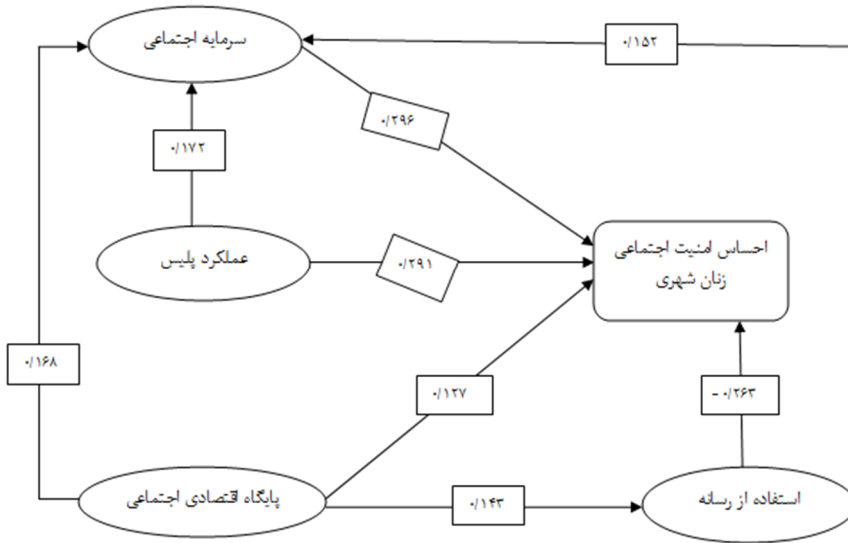 سرمایه اجتماعی
۰/۱۵۲
۰/۲۹۶
۰/۱۷۲
احساس امنیت اجتماعی
زنان شهری
عملکرد پلیس
۰/۲۹۱
۰/۱۶۸
۰/۱۲۷
- ۰/۲۶۳
پایگاه اقتصادی اجتماعی
۰/۱۴۳
استفاده از رسانه